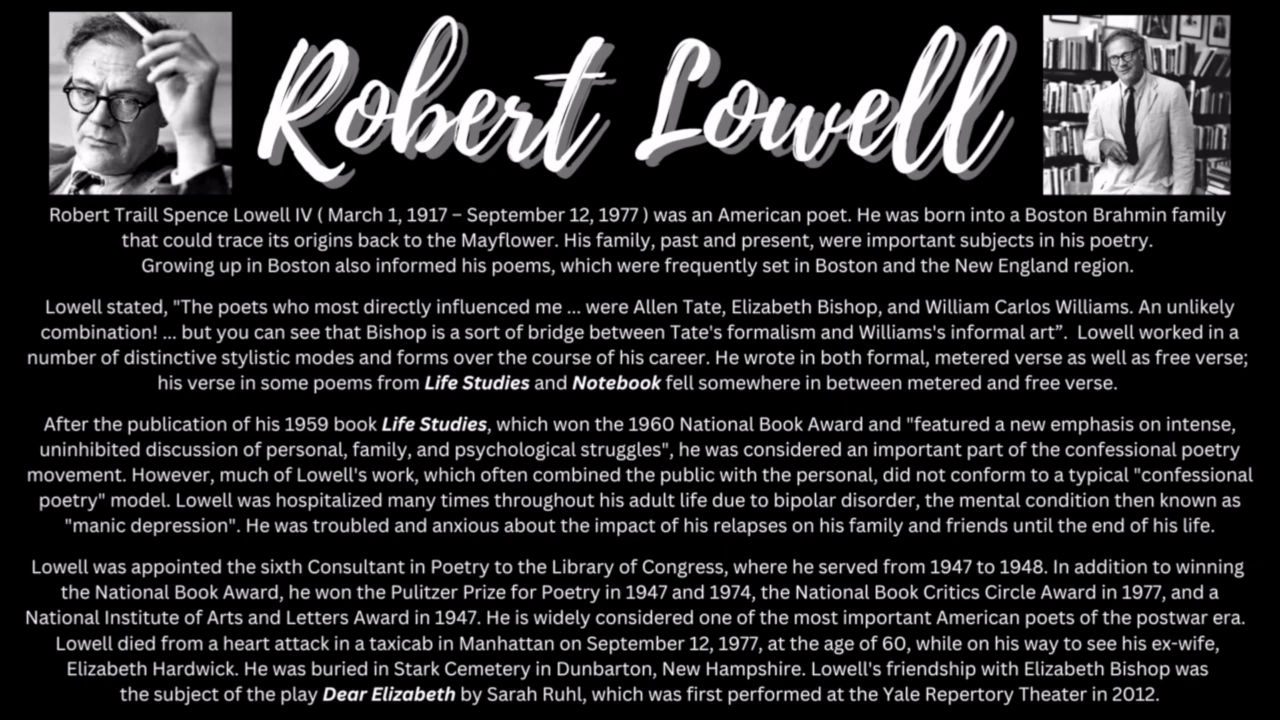 Robert Lowell
Robert Traill Spence Lowell IV ( March 1, 1917 – September 12, 1977 ) was an American poet. He was born into a Boston Brahmin family
that could trace its origins back to the Mayflower. His family, past and present, were important subjects in his poetry.
Growing up in Boston also informed his poems, which were frequently set in Boston and the New England region.
Lowell stated, "The poets who most directly influenced me ... were Allen Tate, Elizabeth Bishop, and William Carlos Williams. An unlikely
combination! ... but you can see that Bishop is a sort of bridge between Tate's formalism and Williams's informal art”. Lowell worked in a
number of distinctive stylistic modes and forms over the course of his career. He wrote in both formal, metered verse as well as free verse;
his verse in some poems from Life Studies and Notebook fell somewhere in between metered and free verse.
After the publication of his 1959 book Life Studies, which won the 1960 National Book Award and "featured a new emphasis on intense,
uninhibited discussion of personal, family, and psychological struggles", he was considered an important part of the confessional poetry
movement. However, much of Lowell's work, which often combined the public with the personal, did not conform to a typical "confessional
poetry" model. Lowell was hospitalized many times throughout his adult life due to bipolar disorder, the mental condition then known as
"manic depression". He was troubled and anxious about the impact of his relapses on his family and friends until the end of his life.
Lowell was appointed the sixth Consultant in Poetry to the Library of Congress, where he served from 1947 to 1948. In addition to winning
the National Book Award, he won the Pulitzer Prize for Poetry in 1947 and 1974, the National Book Critics Circle Award in 1977, and a
National Institute of Arts and Letters Award in 1947. He is widely considered one of the most important American poets of the postwar era.
Lowell died from a heart attack in a taxicab in Manhattan on September 12, 1977, at the age of 60, while on his way to see his ex-wife,
Elizabeth Hardwick. He was buried in Stark Cemetery in Dunbarton, New Hampshire. Lowell's friendship with Elizabeth Bishop was
the subject of the play Dear Elizabeth by Sarah Ruhl, which was first performed at the Yale Repertory Theater in 2012.